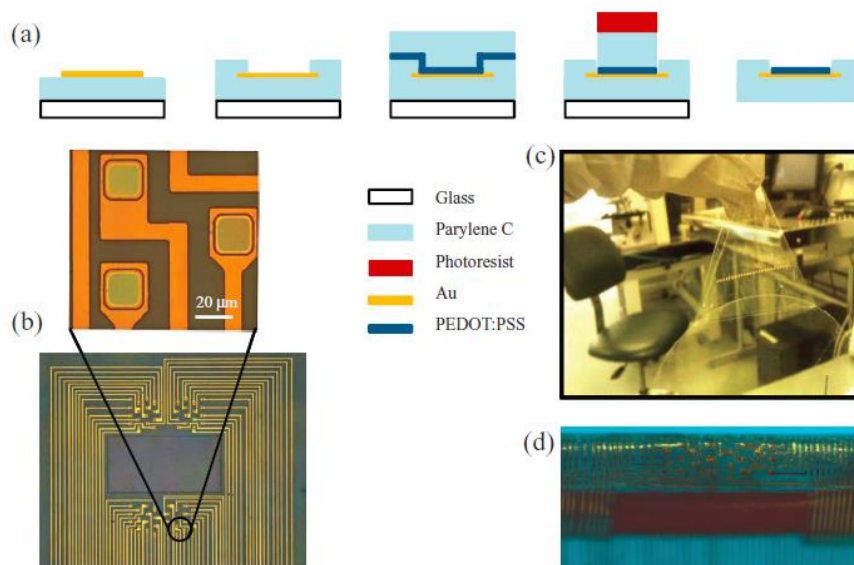 (a)
(c)
Glass
Parylene C
Photoresist
Au
PEDOT:PSS
20 µm
(b)
(d)